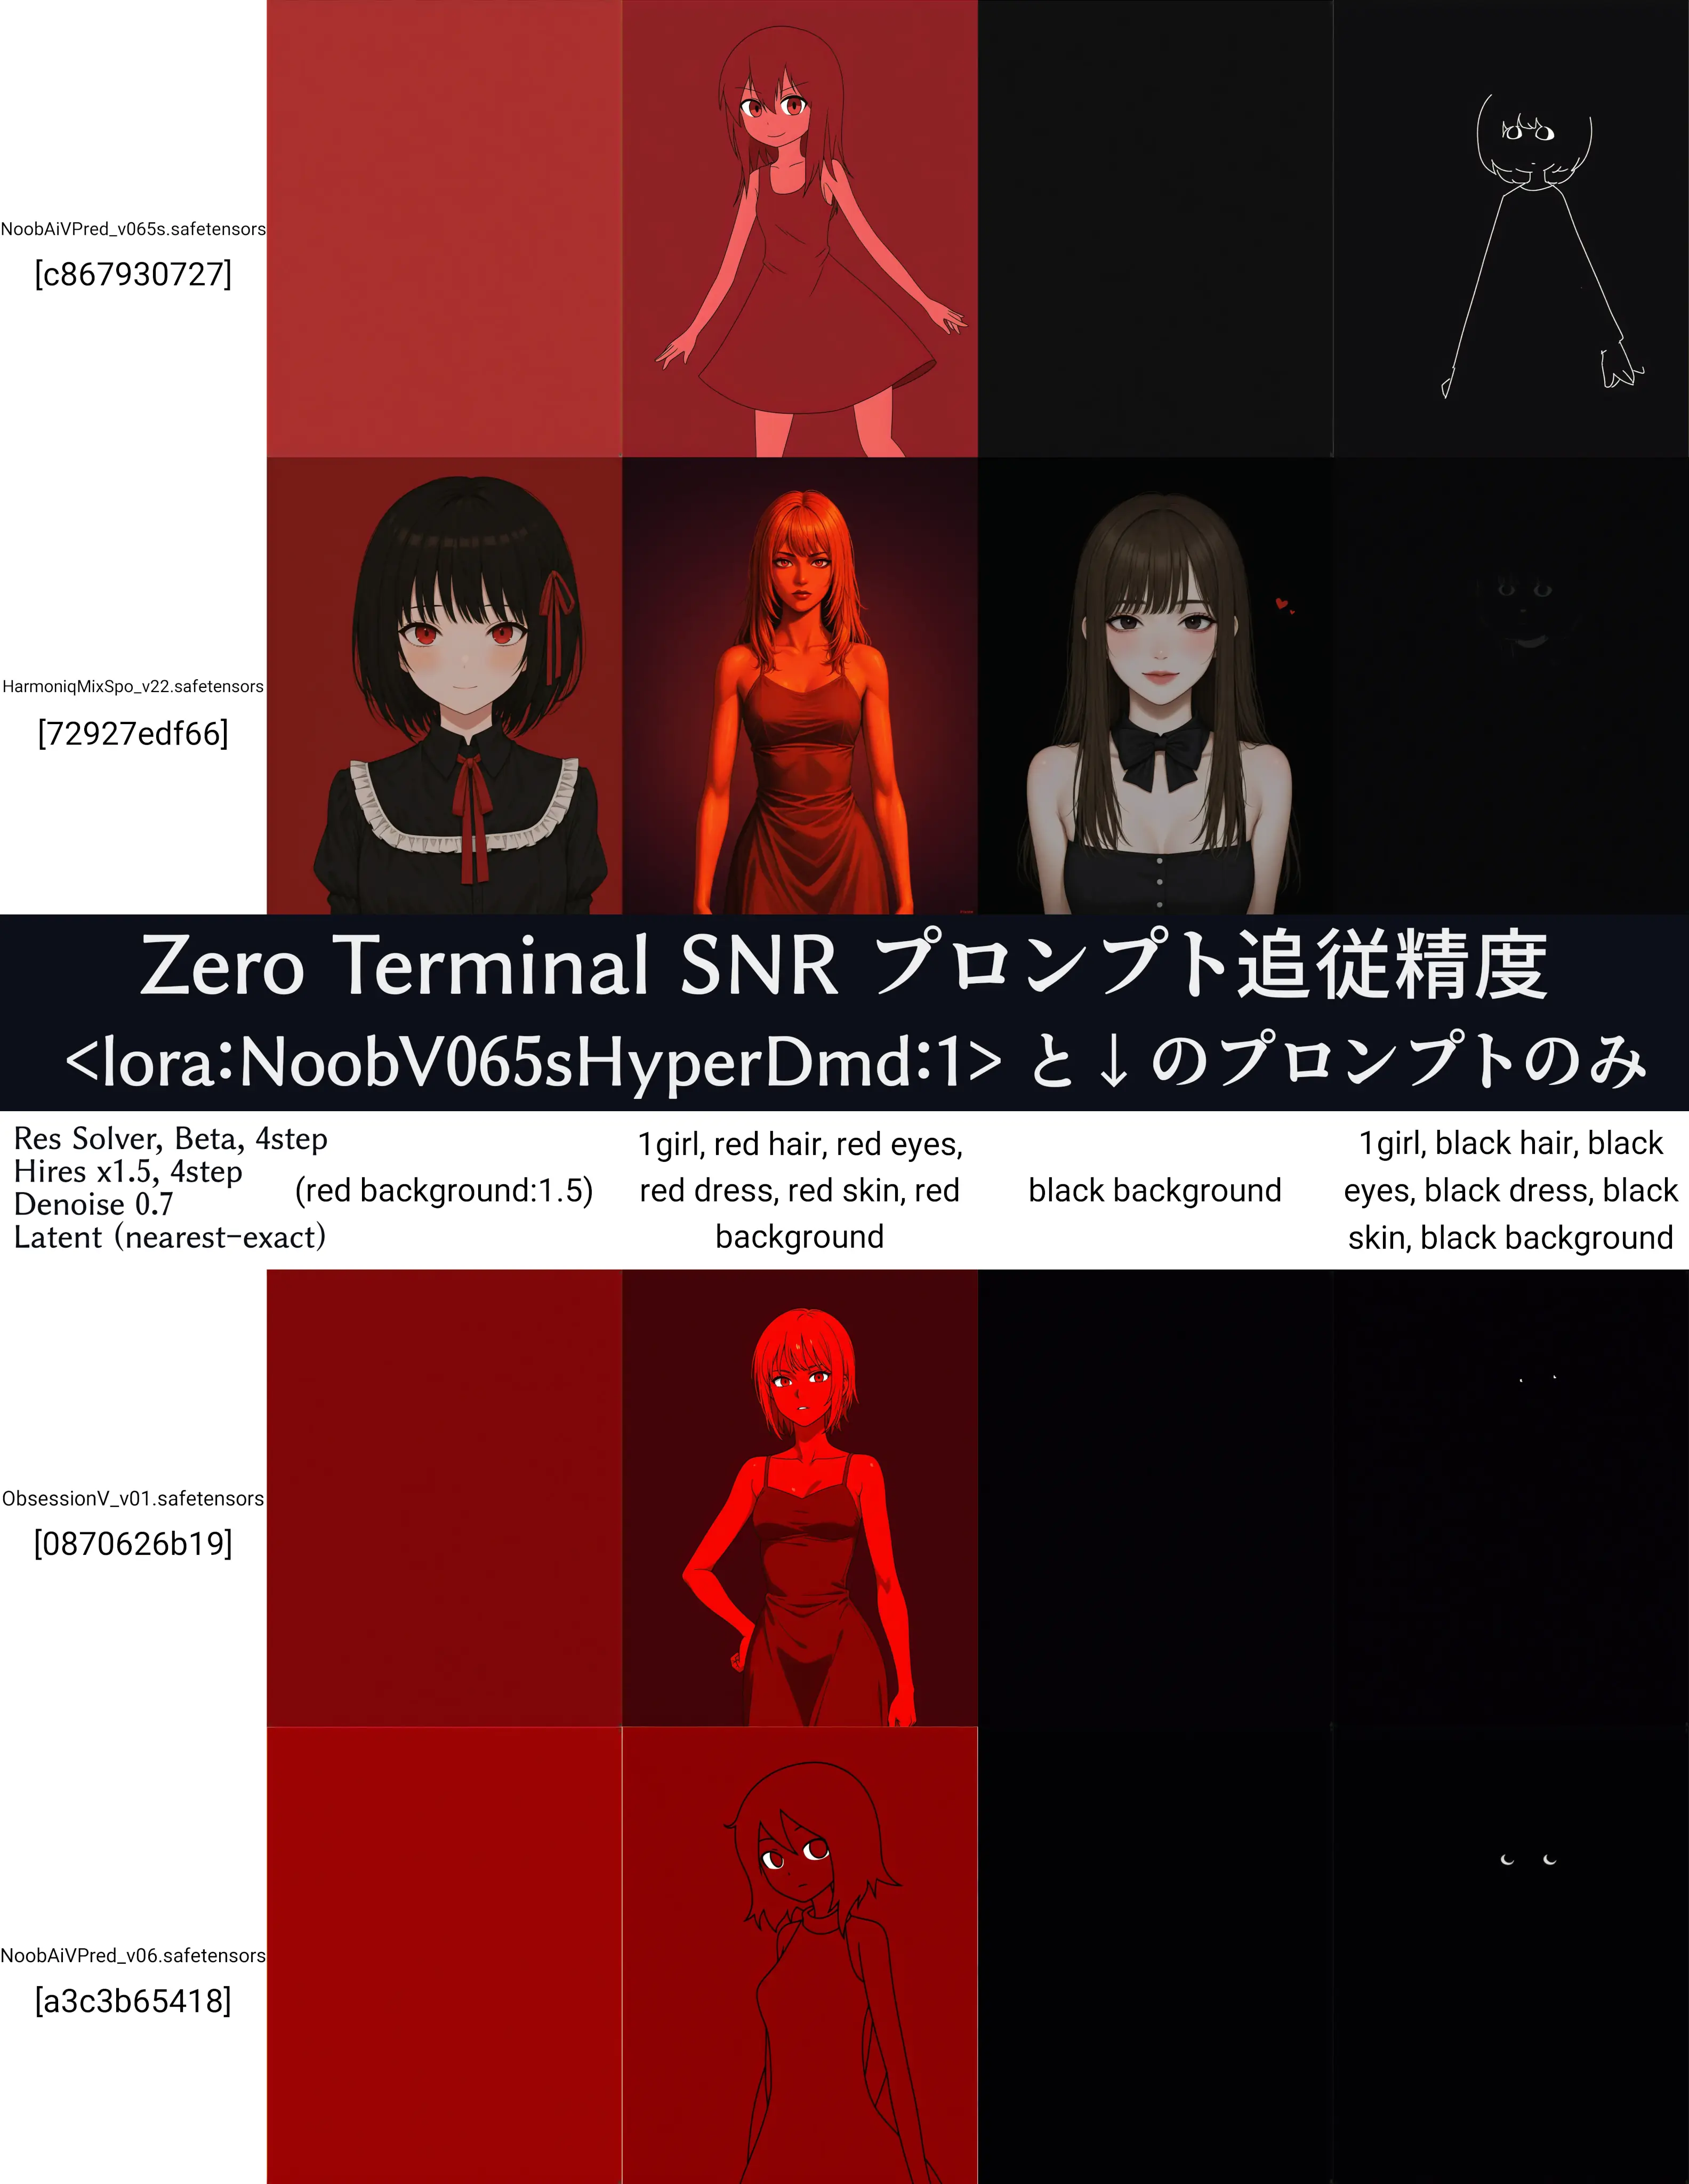 NoobAiVPred_v065s.safetensors
[c867930727]
HarmoniqMixSpo_v22.safetensors
[72927edf66]
Zero Terminal SNR プロンプト追従精度
<lora:NoobV065sHyperDmd:1> と↓のプロンプトのみ
Res Solver, Beta, 4step
Hires x1.5, 4step
Denoise 0.7
Latent (nearest-exact)
(red background:1.5)
1girl, red hair, red eyes,
red dress, red skin, red
background
black background
1girl, black hair, black
eyes, black dress, black
skin, black background
ObsessionV_v01.safetensors
[0870626b19]
NoobAiVPred_v06.safetensors
[a3c3b65418]